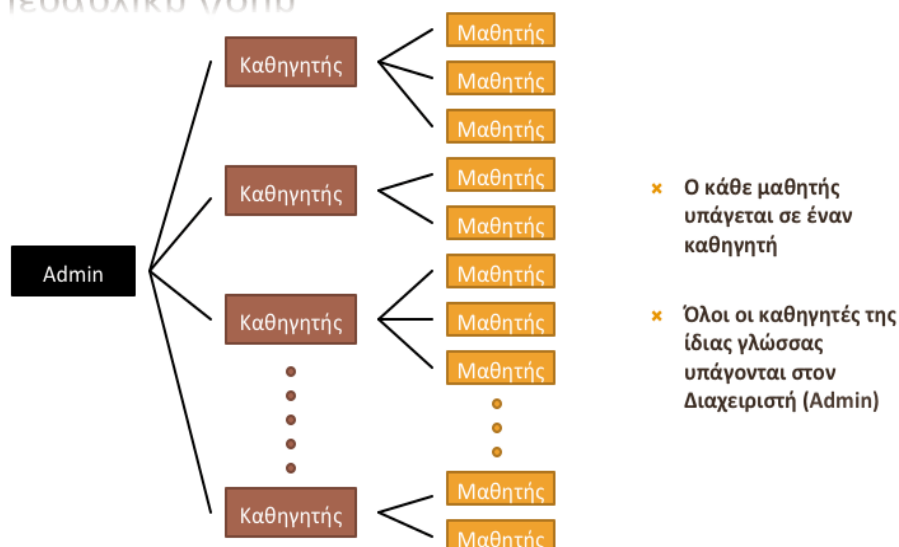 Admin
Καθηγητής
Μαθητής
Μαθητής
Μαθητής
Καθηγητής
Μαθητής
Μαθητής
Καθηγητής
Μαθητής
Μαθητής
Μαθητής
Καθηγητής
Μαθητής
Μαθητής
Ο κάθε μαθητής
υπάγεται σε έναν
καθηγητή
Όλοι οι καθηγητές της
ίδιας γλώσσας
υπάγονται στον
Διαχειριστή (Admin)